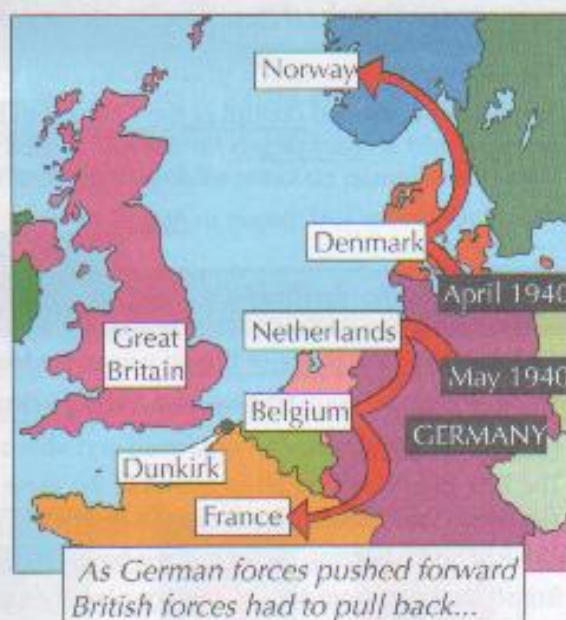 Norway
Denmark
April 1940
Netherlands
Great
Britain
May 1940
Belgium
GERMANY
Dunkirk
France
As German forces pushed forward
British forces had to pull back...